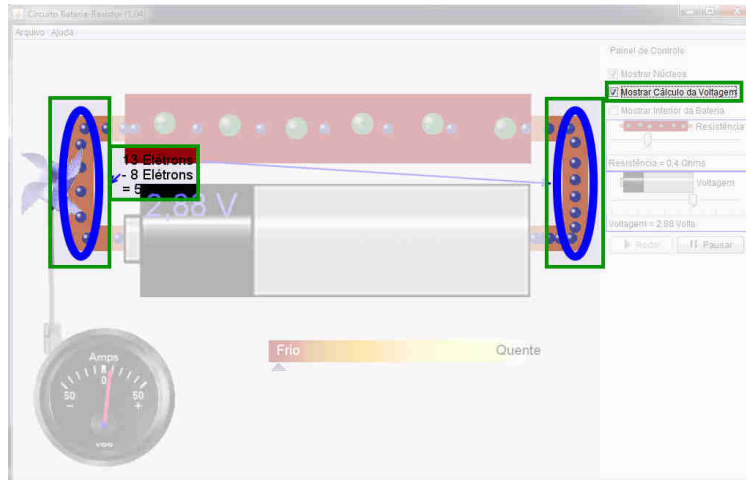 Circuito Bateria-Resistor (3.04)
Arquivo Ajuda
Painel de Controle
Mostrar Núcleos
Mostrar Cálculo da Voltagem
Mostrar Interior da Bateria
Resistência
Resistência = 0,4 Ohms
Voltagem
Voltagem = 2,88 Volts
Rodar
Pausar
13 Elétrons
- 8 Elétrons
= 5
2,88 V
Frio
Quente
Amps
50
0
50
-
+
VDO